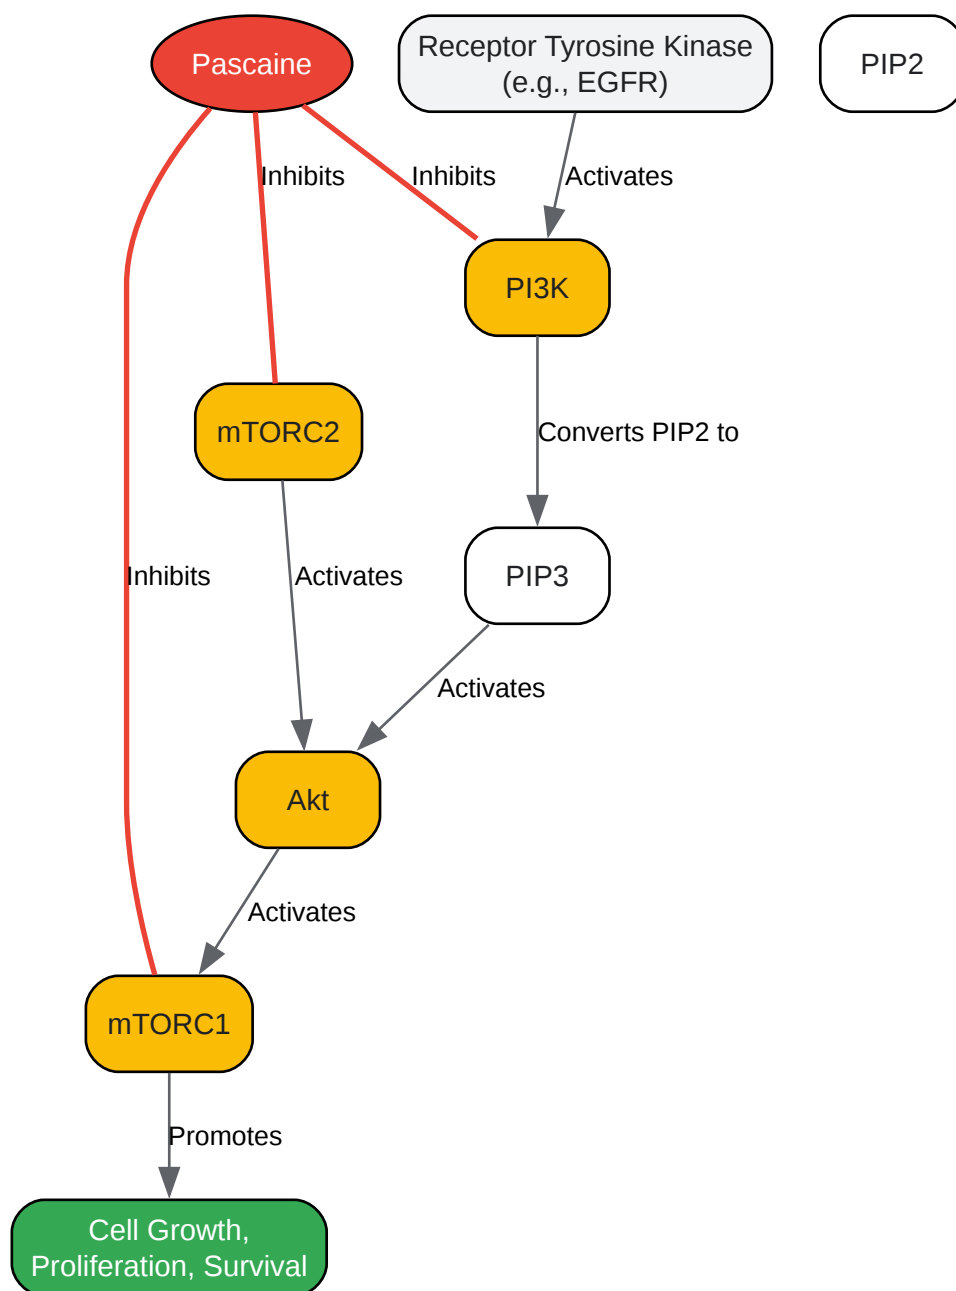 Pascaine
Receptor Tyrosine Kinase
(e.g., EGFR)
PIP2
Inhibits
Inhibits
Activates
PI3K
mTORC2
Converts PIP2 to
Inhibits
Activates
PIP3
Activates
Akt
Activates
mTORC1
Promotes
Cell Growth,
Proliferation, Survival